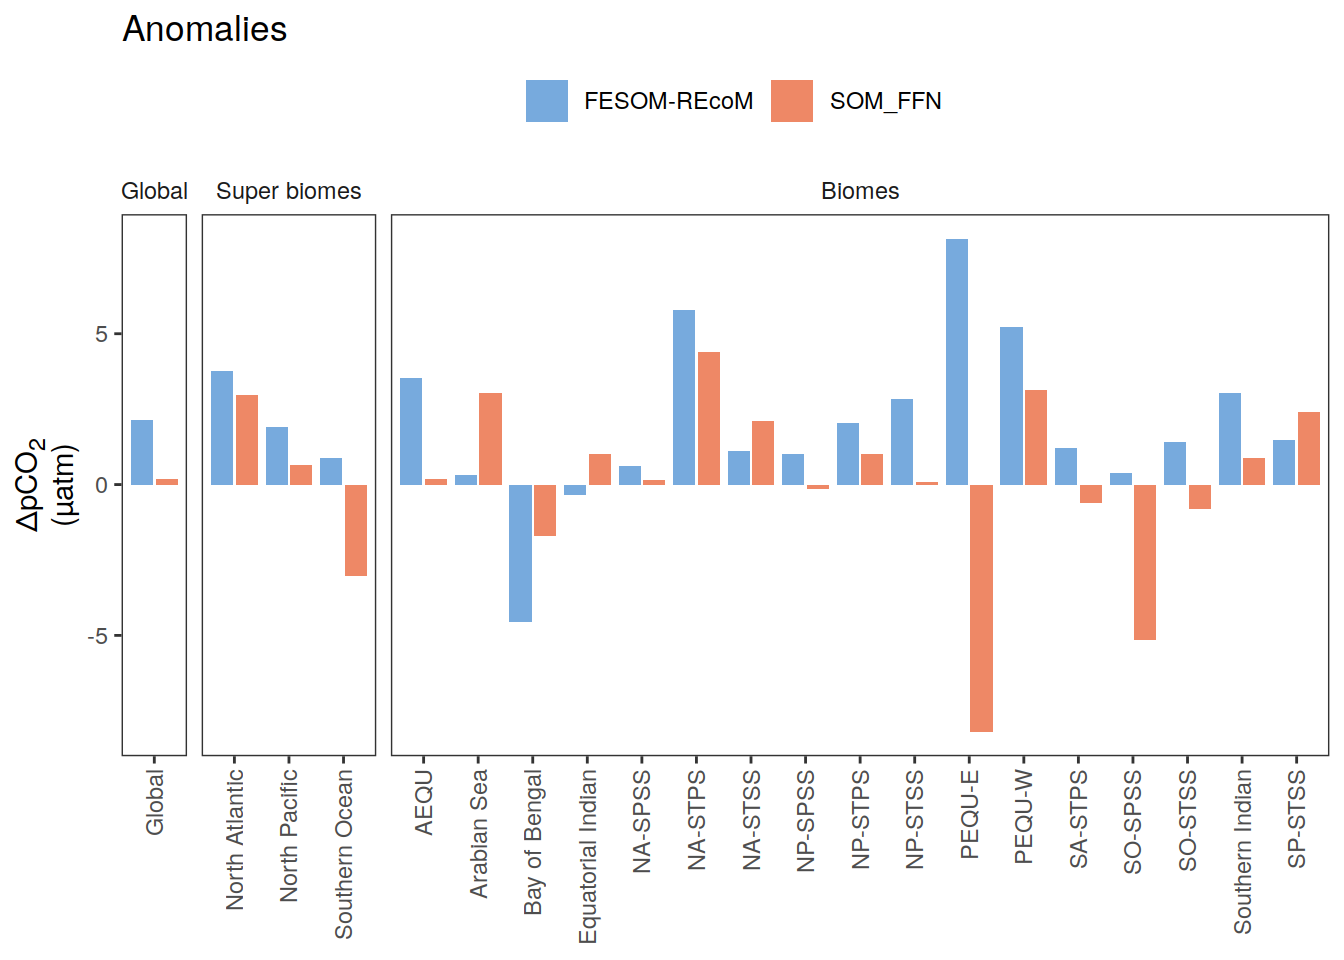 Anomalies
FESOM-REcoM SOM_FFN
Global Super biomes Biomes
ΔpCO₂
(µatm)
5
0
-5
Global
North Atlantic
North Pacific
Southern Ocean
AEQU
Arabian Sea
Bay of Bengal
Equatorial Indian
NA-SPSS
NA-STPS
NA-STSS
NP-SPSS
NP-STPS
NP-STSS
PEQU-E
PEQU-W
SA-STPS
SO-SPSS
SO-STSS
Southern Indian
SP-STSS